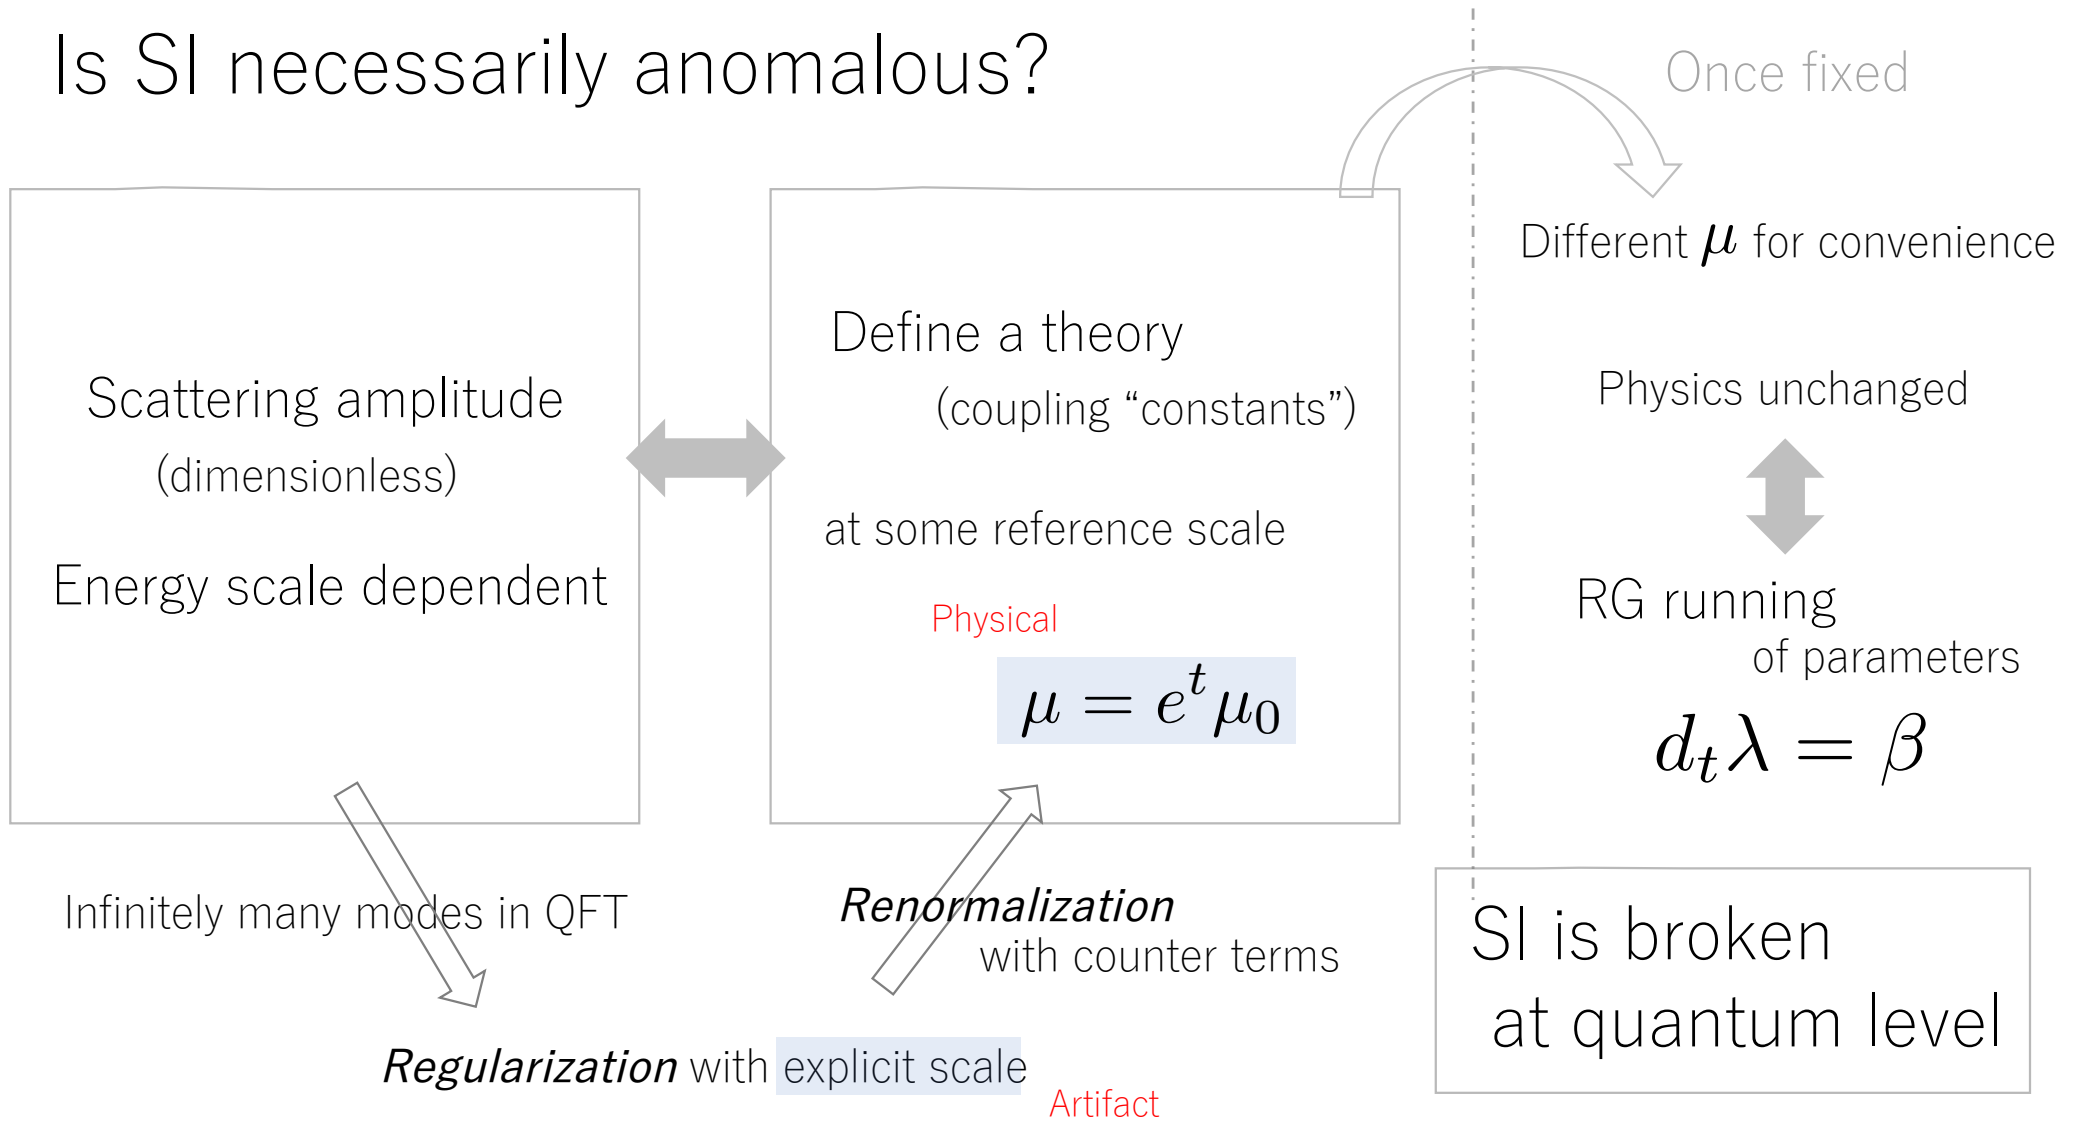 Is SI necessarily anomalous?
Scattering amplitude
(dimensionless)
Energy scale dependent
Define a theory
(coupling “constants”)
at some reference scale
Physical
μ = e^t μ_0
Infinitely many modes in QFT
Regularization with explicit scale
Artifact
Renormalization
with counter terms
Once fixed
Different μ for convenience
Physics unchanged
RG running
of parameters
d_t λ = β
SI is broken
at quantum level